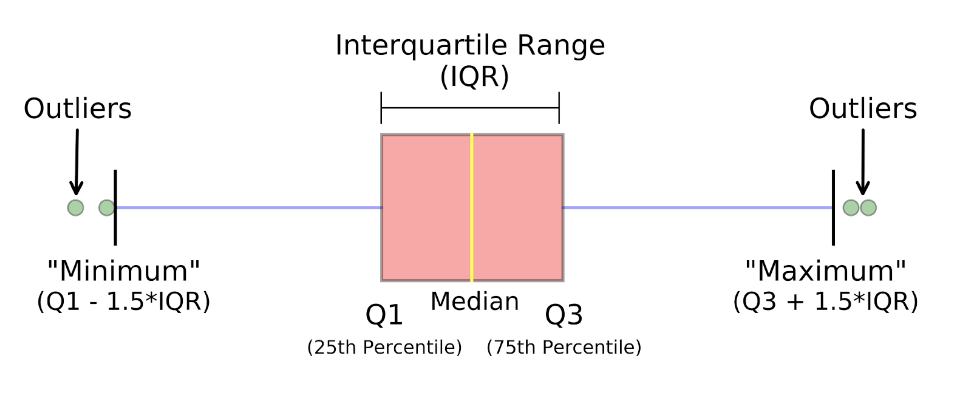 Interquartile Range
(IQR)
Outliers
Outliers
"Minimum"
(Q1 - 1.5*IQR)
"Maximum"
(Q3 + 1.5*IQR)
Q1
Median
Q3
(25th Percentile)
(75th Percentile)